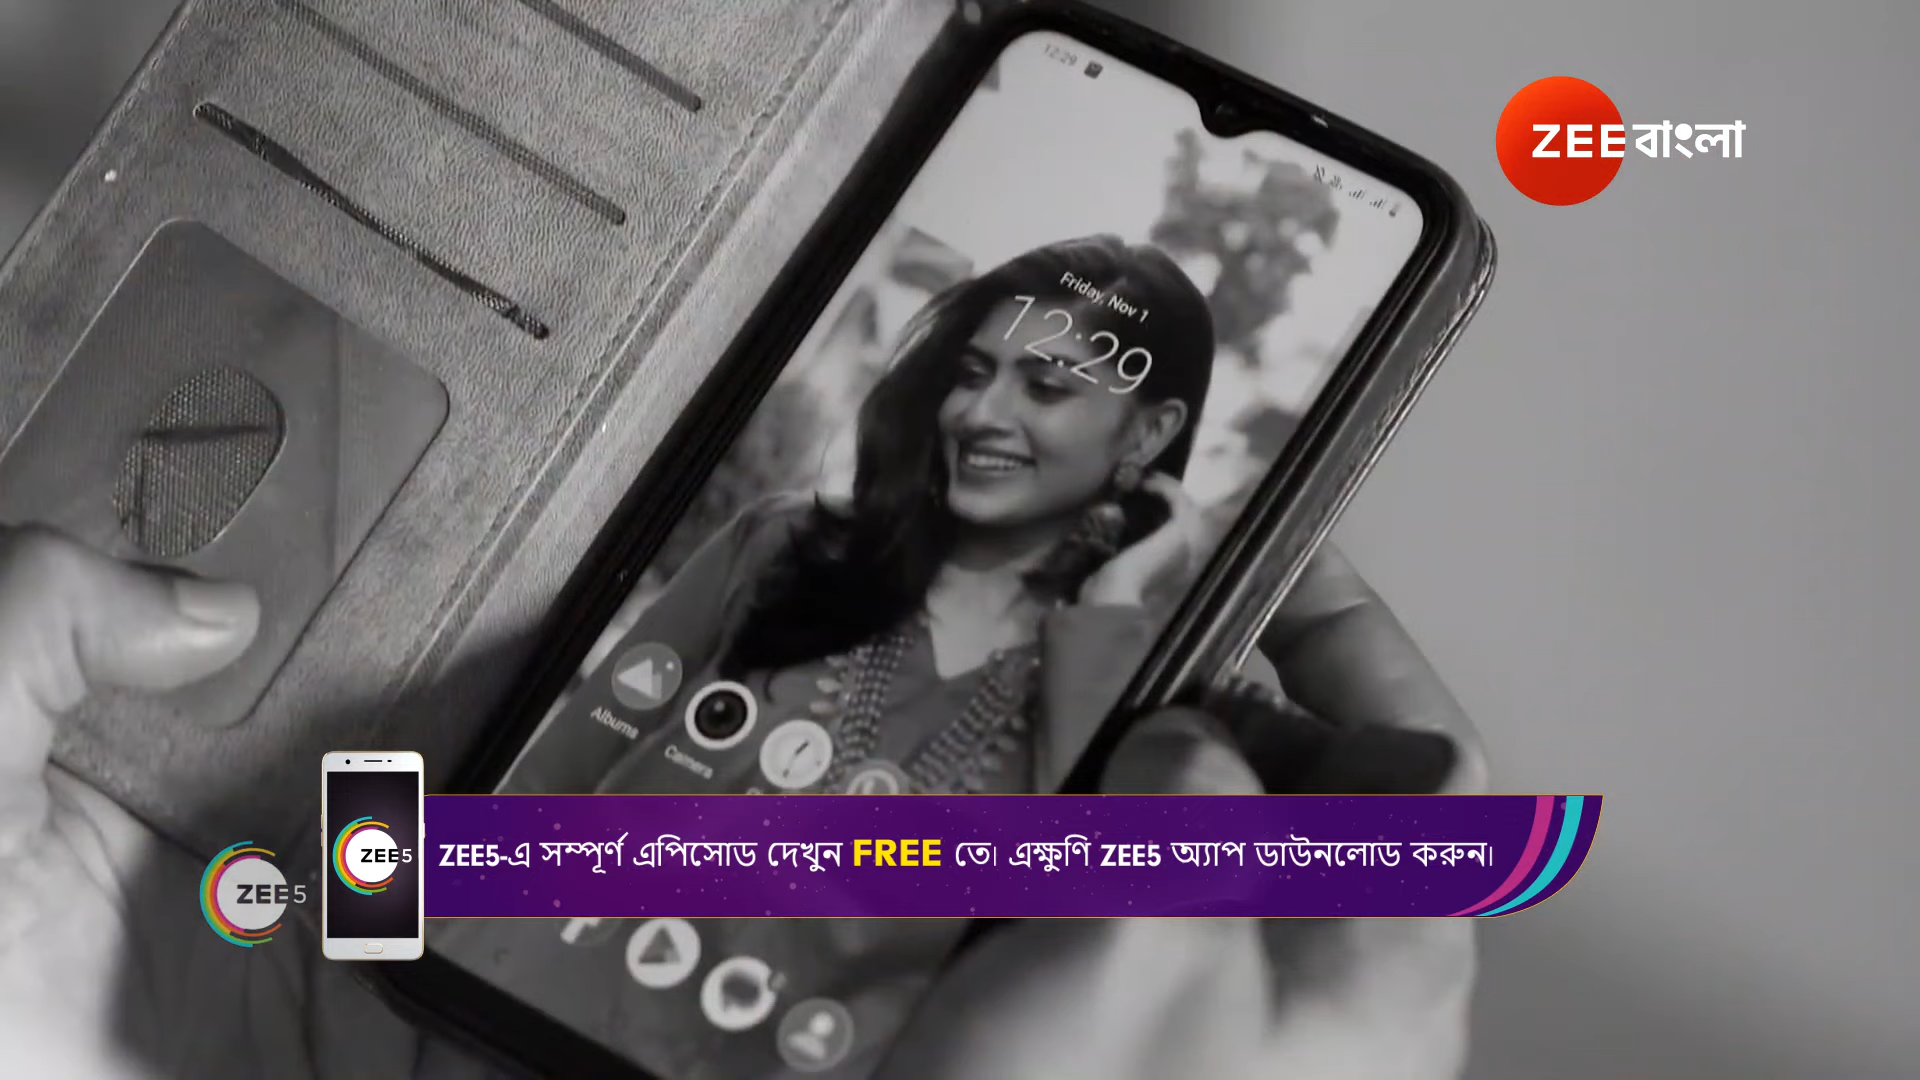 12:29
ZEE বাংলা
Friday, Nov 1
12:29
Albums
Camera
ZEE5
ZEE5
ZEE5-এ সম্পূর্ণ এপিসোড দেখুন FREE তে। এক্ষুণি ZEE5 অ্যাপ ডাউনলোড করুন।